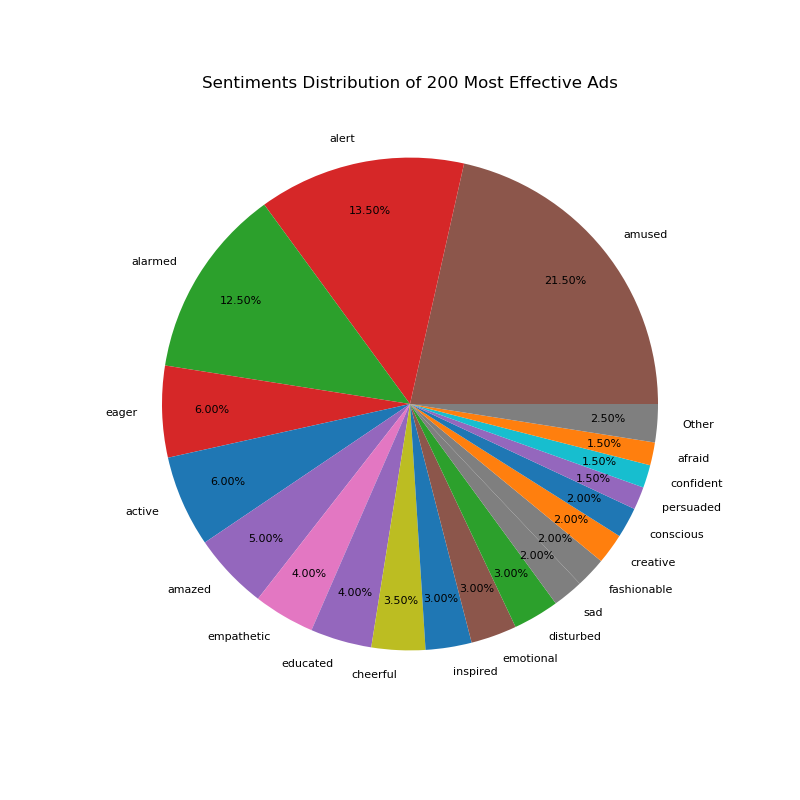 Sentiments Distribution of 200 Most Effective Ads
alert
13.50%
amused
21.50%
alarmed
12.50%
eager
6.00%
active
6.00%
amazed
5.00%
empathetic
4.00%
educated
4.00%
cheerful
3.50%
inspired
3.00%
emotional
3.00%
disturbed
3.00%
sad
2.00%
fashionable
2.00%
creative
2.00%
conscious
2.00%
persuaded
1.50%
confident
1.50%
afraid
1.50%
Other
2.50%